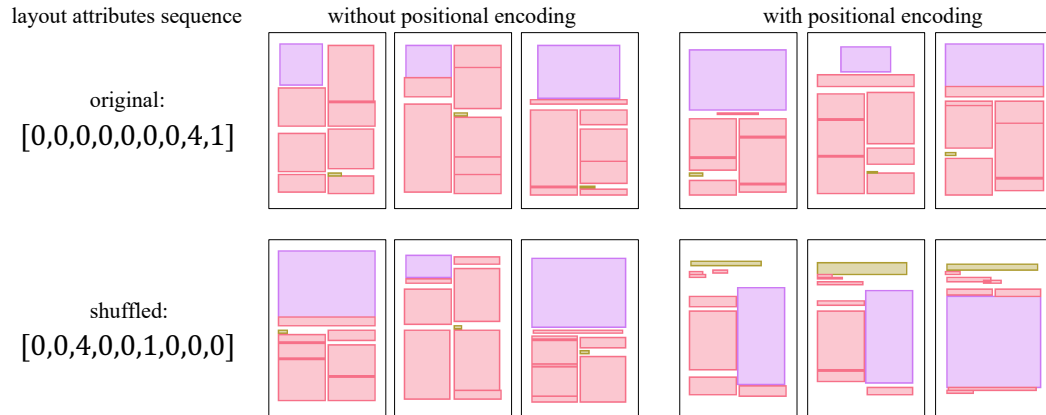 layout attributes sequence without positional encoding with positional encoding
original:
[0,0,0,0,0,0,0,4,1]
shuffled:
[0,0,4,0,0,1,0,0,0]